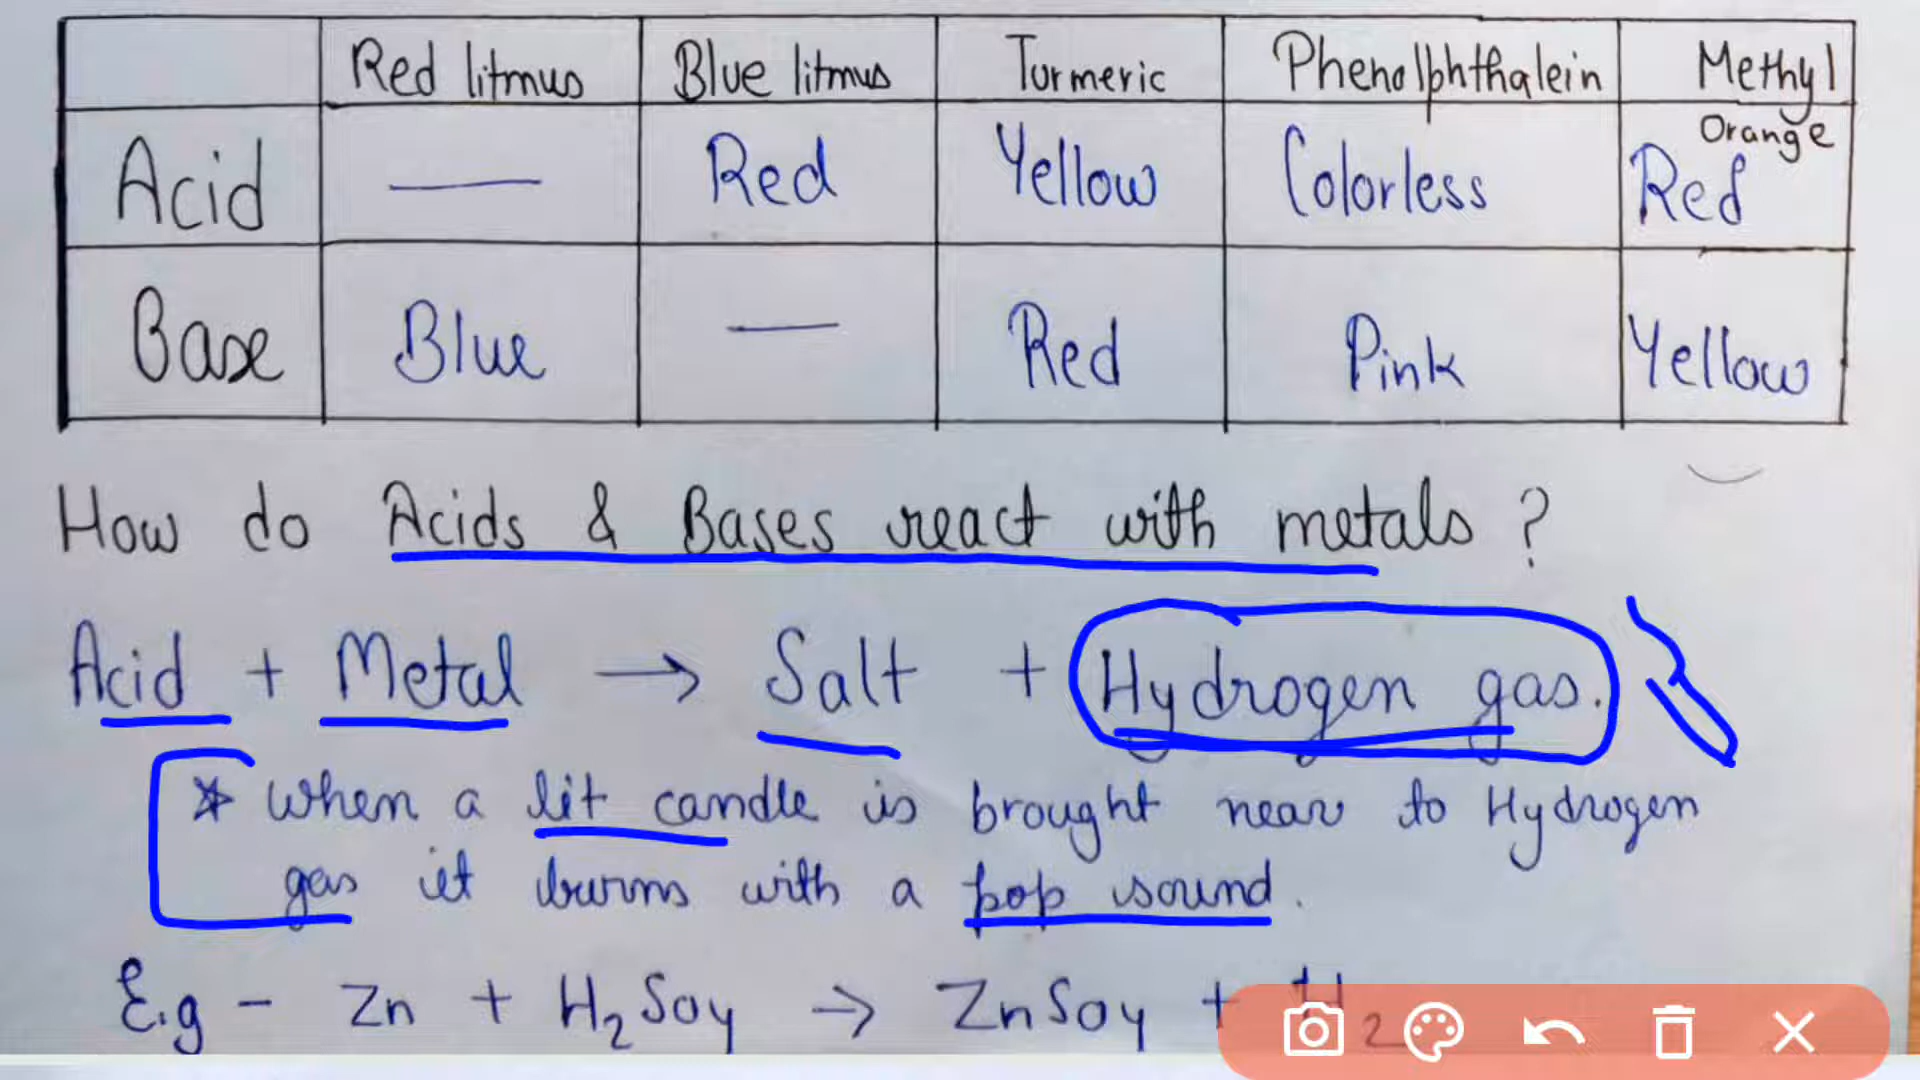 Red litmus Blue litmus Turmeric Phenolphthalein Methyl Orange
Acid — Red Yellow Colorless Red
Base Blue — Red Pink Yellow
How do Acids & Bases react with metals ?
Acid + Metal → Salt + Hydrogen gas.
* When a lit candle is brought near to Hydrogen
gas it burns with a pop sound.
E.g - Zn + H2SO4 → ZnSO4 + H2